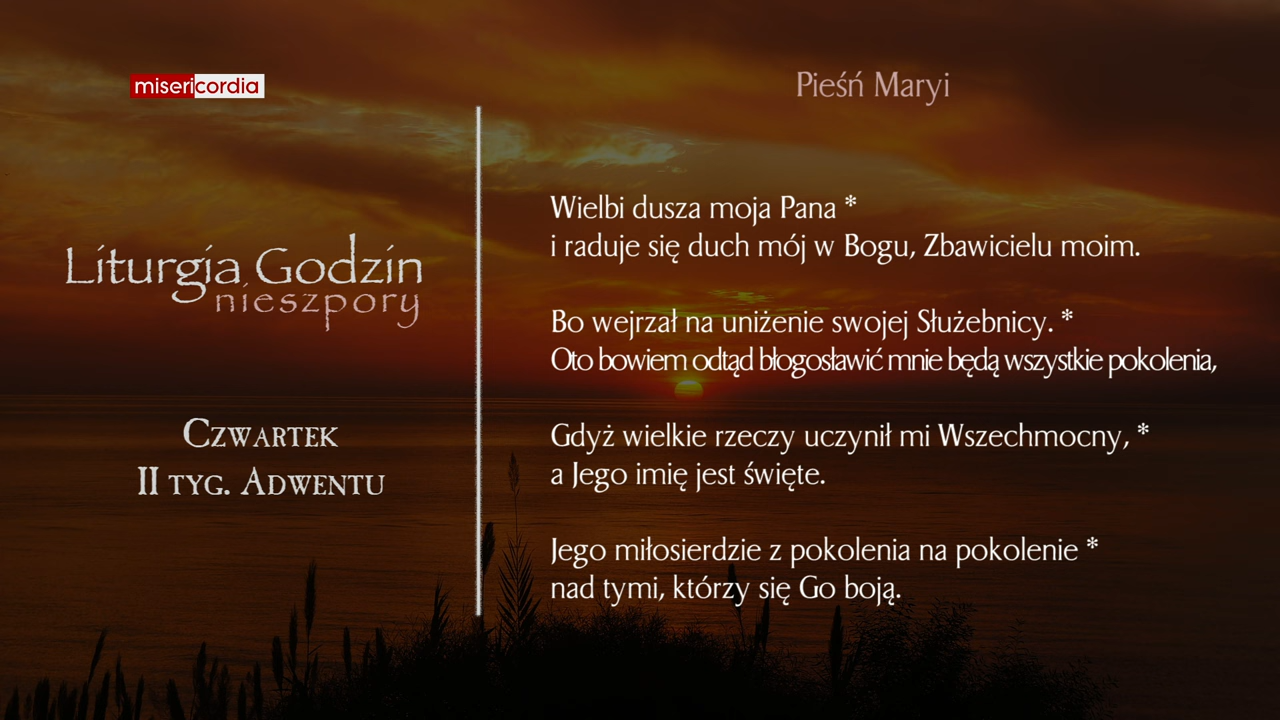 misericordia
Liturgia Godzin
nieszpory
Czwartek
II tyg. Adwentu
Pieśń Maryi
Wielbi dusza moja Pana *
i raduje się duch mój w Bogu, Zbawicielu moim.
Bo wejrzał na uniżenie swojej Służebnicy. *
Oto bowiem odtąd błogosławić mnie będą wszystkie pokolenia,
Gdyż wielkie rzeczy uczynił mi Wszechmocny, *
a Jego imię jest święte.
Jego miłosierdzie z pokolenia na pokolenie *
nad tymi, którzy się Go boją.